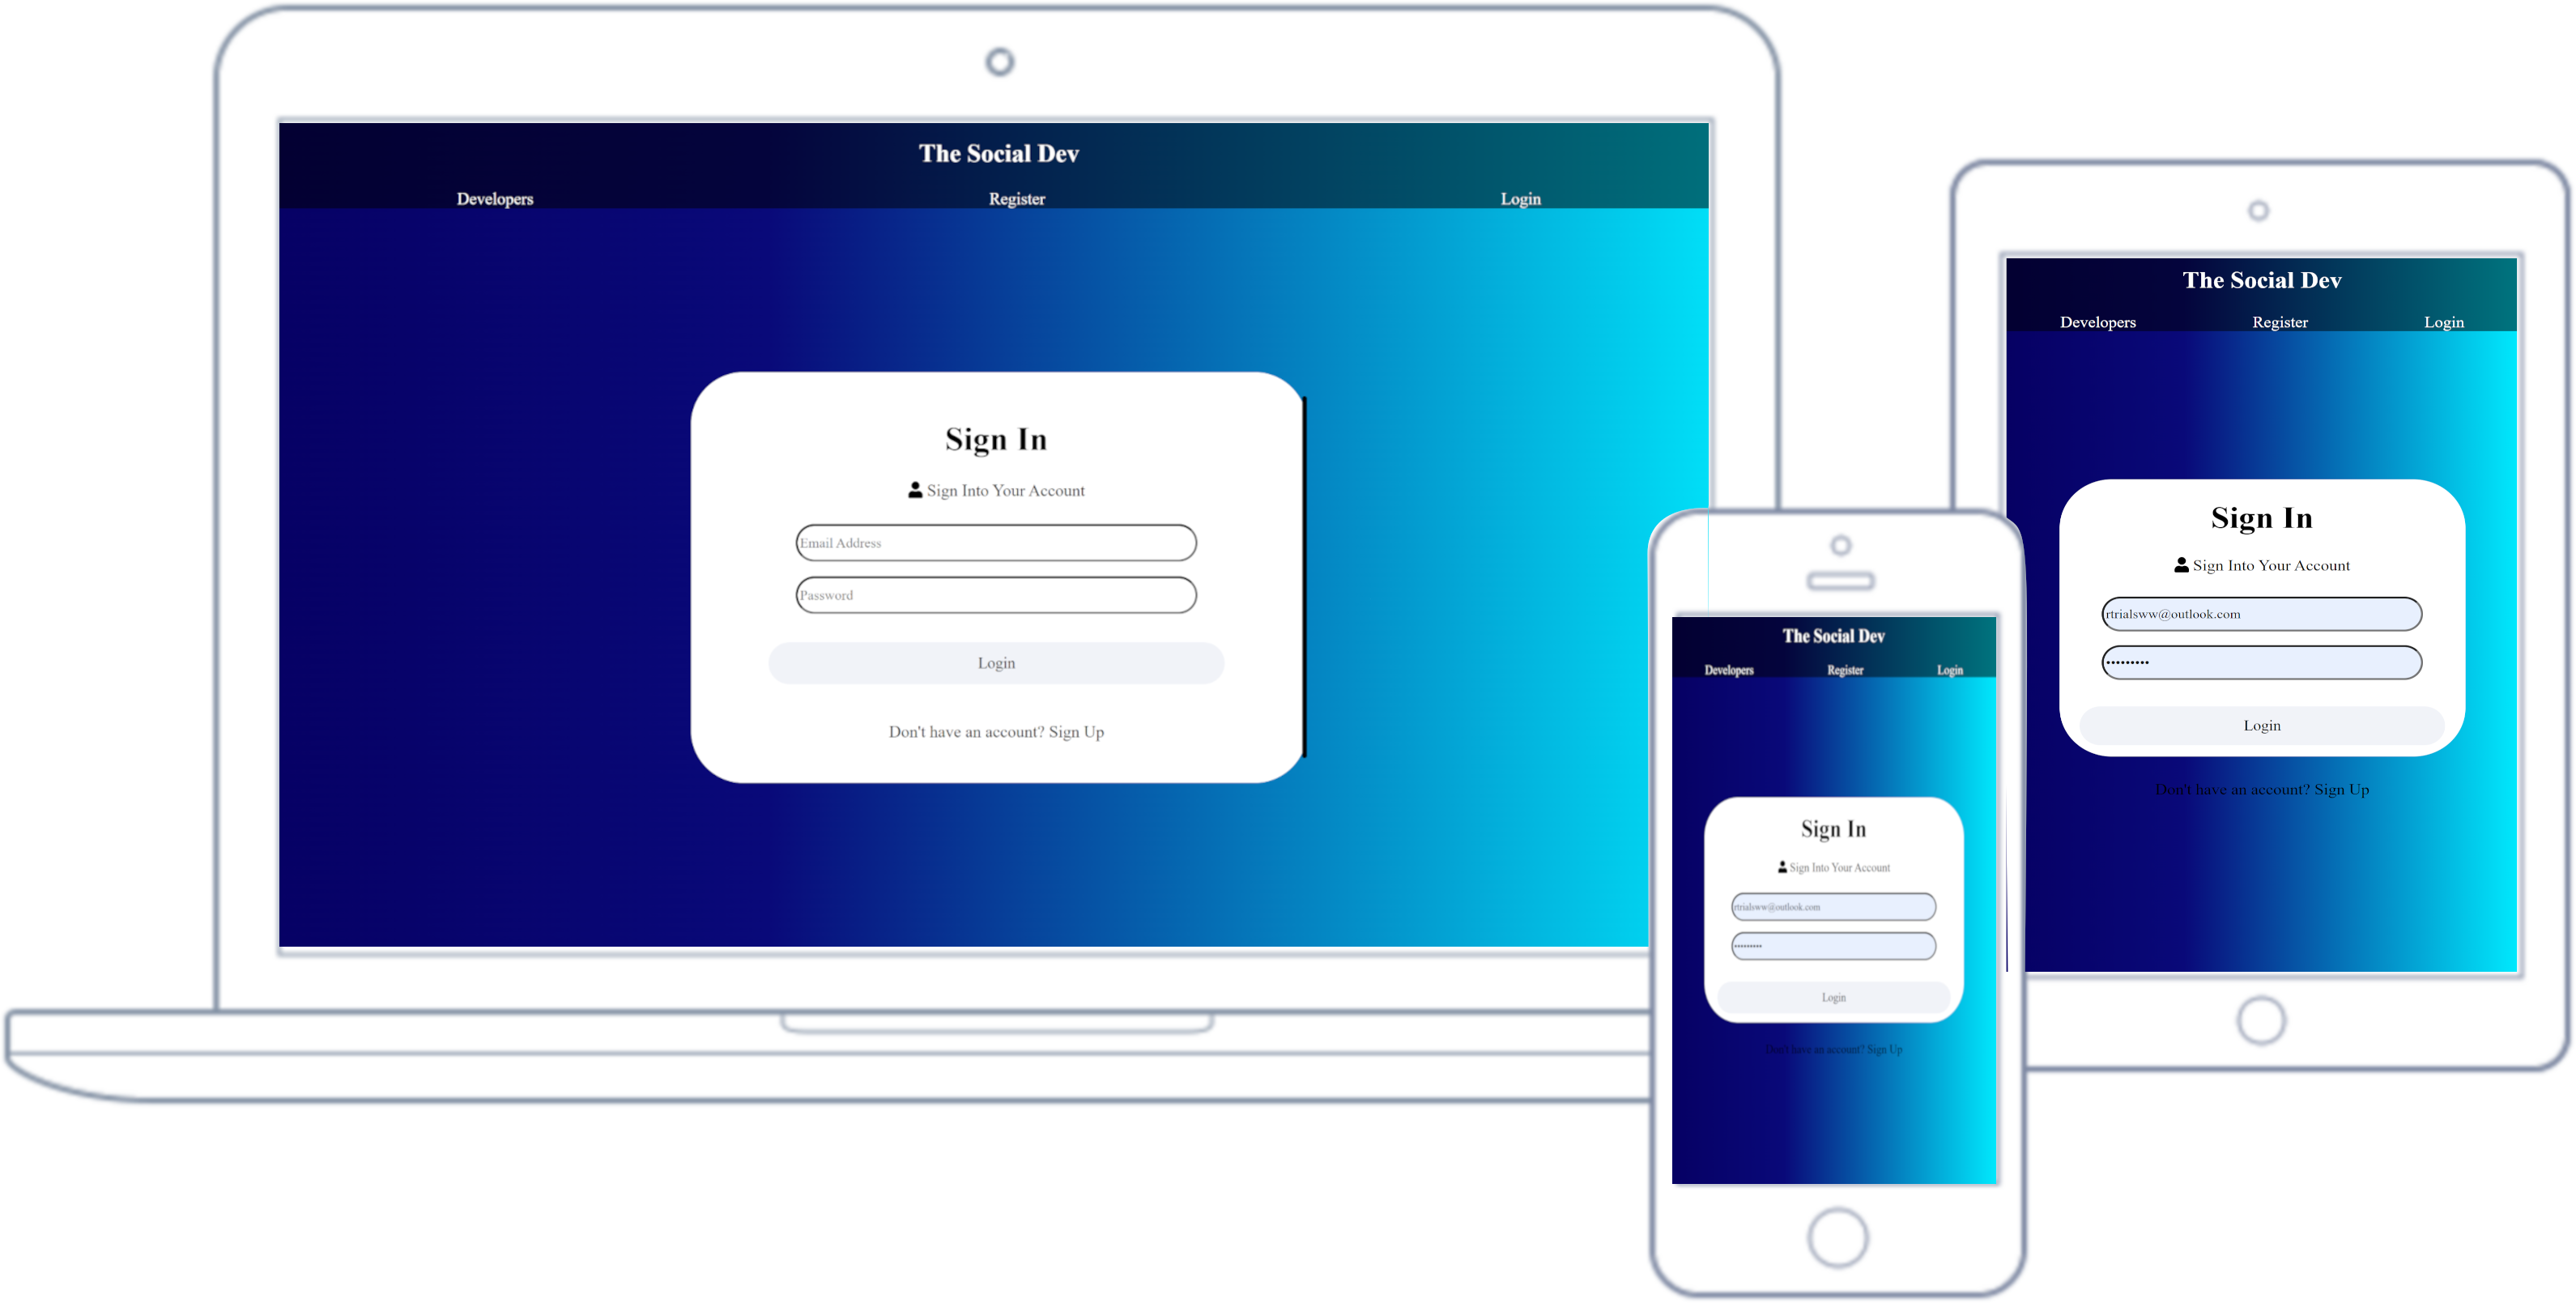 The Social Dev
Developers Register Login
Sign In
Sign Into Your Account
Email Address
Password
Login
Don't have an account? Sign Up
The Social Dev
Developers Register Login
Sign In
Sign Into Your Account
rtrialsww@outlook.com
•••••••••
Login
Don't have an account? Sign Up
The Social Dev
Developers Register Login
Sign In
Sign Into Your Account
rtrialsww@outlook.com
•••••••••
Login
Don't have an account? Sign Up